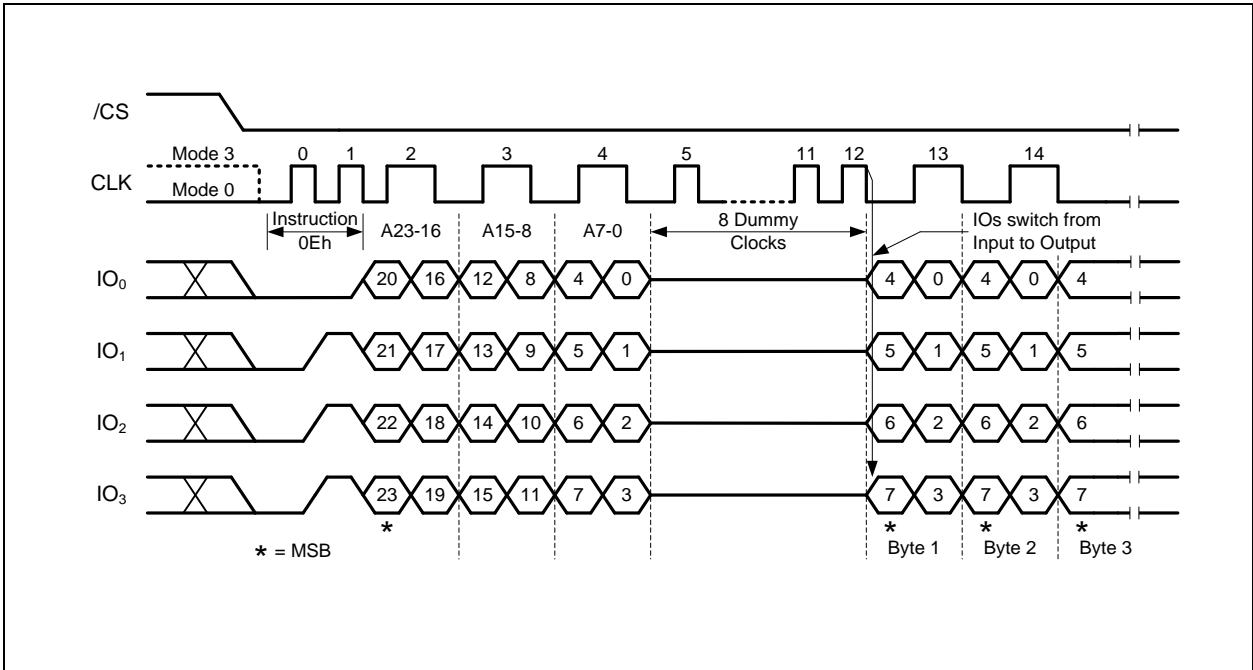 /CS
Mode 3 0 1 2 3 4 5 11 12 13 14
CLK
Mode 0
Instruction
0Eh
A23-16 A15-8 A7-0
8 Dummy
Clocks
IOs switch from
Input to Output
IO0 20 16 12 8 4 0 4 0 4 0 4
IO1 21 17 13 9 5 1 5 1 5 1 5
IO2 22 18 14 10 6 2 6 2 6 2 6
IO3 23 19 15 11 7 3 7 3 7 3 7
* * * *
* = MSB
Byte 1 Byte 2 Byte 3